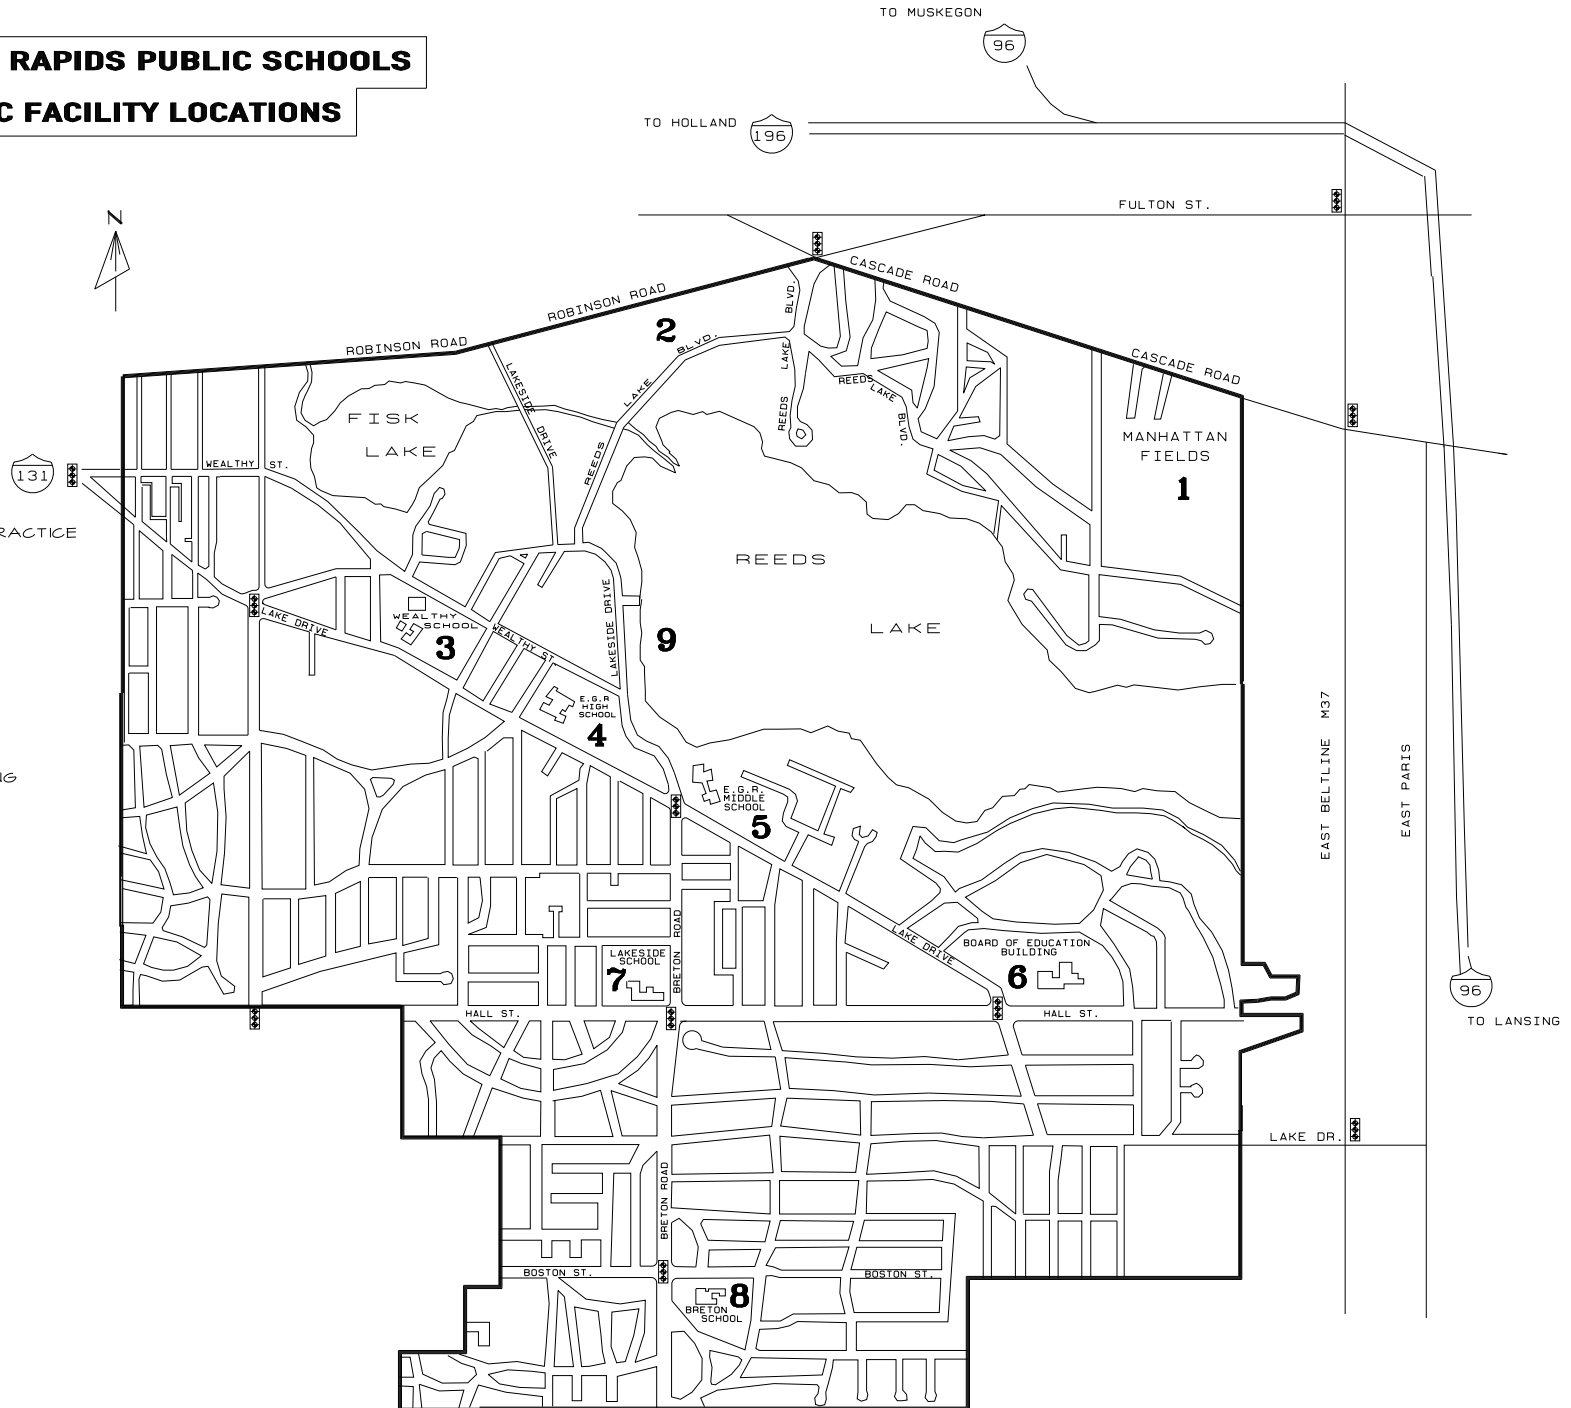 TO MUSKEGON
96
RAPIDS PUBLIC SCHOOLS
C FACILITY LOCATIONS
TO HOLLAND
196
FULTON ST.
N
CASCADE ROAD
ROBINSON ROAD
ROBINSON ROAD
CASCADE ROAD
2
BLVD.
LAKE
REEDS
BLVD.
LAKE
REEDS
REEDS
LAKE
BLVD.
LAKESIDE
DRIVE
FISK
LAKE
MANHATTAN
FIELDS
1
WEALTHY ST.
131
RACTICE
REEDS
LAKE
WEALTHY
SCHOOL
3
LAKE DRIVE
WEALTHY ST
LAKESIDE DRIVE
9
E.G.R
HIGH
SCHOOL
4
NG
E.G.R.
MIDDLE
SCHOOL
5
EAST BELTLINE M37
EAST PARIS
LAKE DRIVE
BOARD OF EDUCATION
BUILDING
6
BRETON ROAD
LAKESIDE
SCHOOL
7
96
TO LANSING
HALL ST.
HALL ST.
LAKE DR.
BRETON ROAD
BOSTON ST.
BOSTON ST.
8
BRETON
SCHOOL